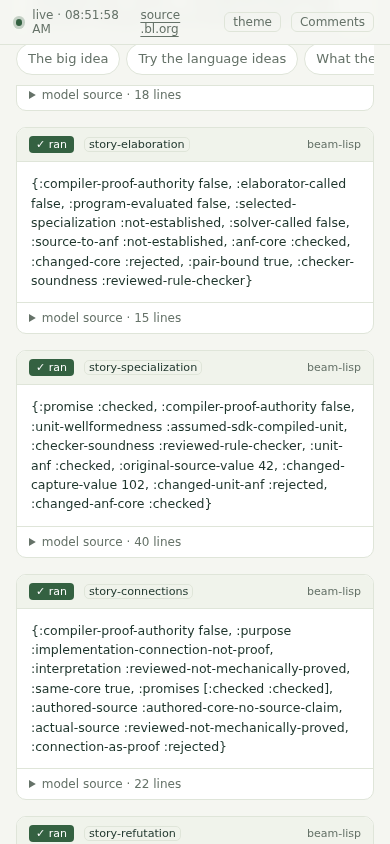 live · 08:51:58 AM
source.bl.org
theme
Comments
The big idea
Try the language ideas
What the
▶ model source · 18 lines
✓ ran
story-elaboration
beam-lisp
{:compiler-proof-authority false, :elaborator-called
false, :program-evaluated false, :selected-
specialization :not-established, :solver-called false,
:source-to-anf :not-established, :anf-core :checked,
:changed-core :rejected, :pair-bound true, :checker-
soundness :reviewed-rule-checker}
▶ model source · 15 lines
✓ ran
story-specialization
beam-lisp
{:promise :checked, :compiler-proof-authority false,
:unit-wellformedness :assumed-sdk-compiled-unit,
:checker-soundness :reviewed-rule-checker, :unit-
anf :checked, :original-source-value 42, :changed-
capture-value 102, :changed-unit-anf :rejected,
:changed-anf-core :checked}
▶ model source · 40 lines
✓ ran
story-connections
beam-lisp
{:compiler-proof-authority false, :purpose
:implementation-connection-not-proof,
:interpretation :reviewed-not-mechanically-proved,
:same-core true, :promises [:checked :checked],
:authored-source :authored-core-no-source-claim,
:actual-source :reviewed-not-mechanically-proved,
:connection-as-proof :rejected}
▶ model source · 22 lines
✓ ran
story-refutation
beam-lisp